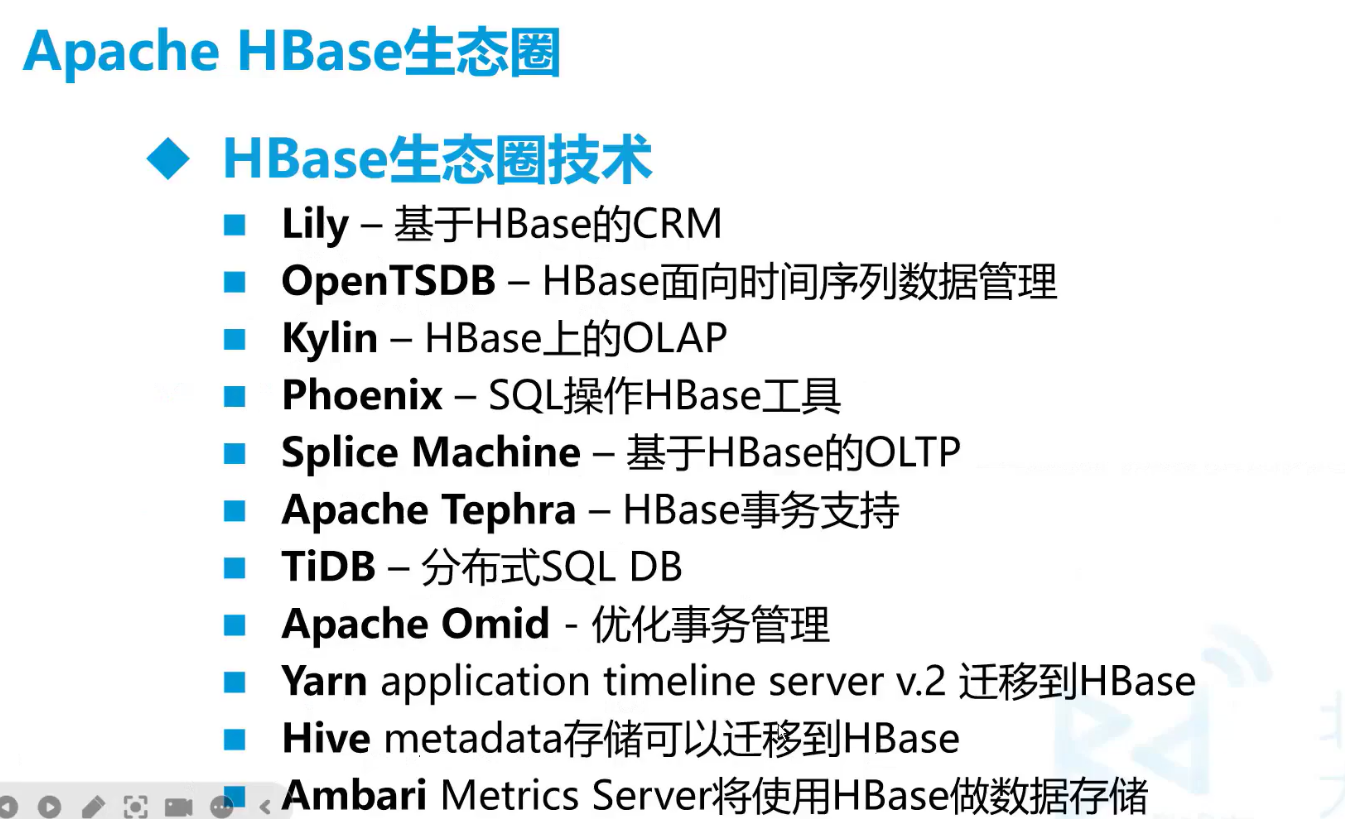 Apache HBase生态圈
HBase生态圈技术
Lily – 基于HBase的CRM
OpenTSDB – HBase面向时间序列数据管理
Kylin – HBase上的OLAP
Phoenix – SQL操作HBase工具
Splice Machine – 基于HBase的OLTP
Apache Tephra – HBase事务支持
TiDB – 分布式SQL DB
Apache Omid - 优化事务管理
Yarn application timeline server v.2 迁移到HBase
Hive metadata存储可以迁移到HBase
Ambari Metrics Server将使用HBase做数据存储